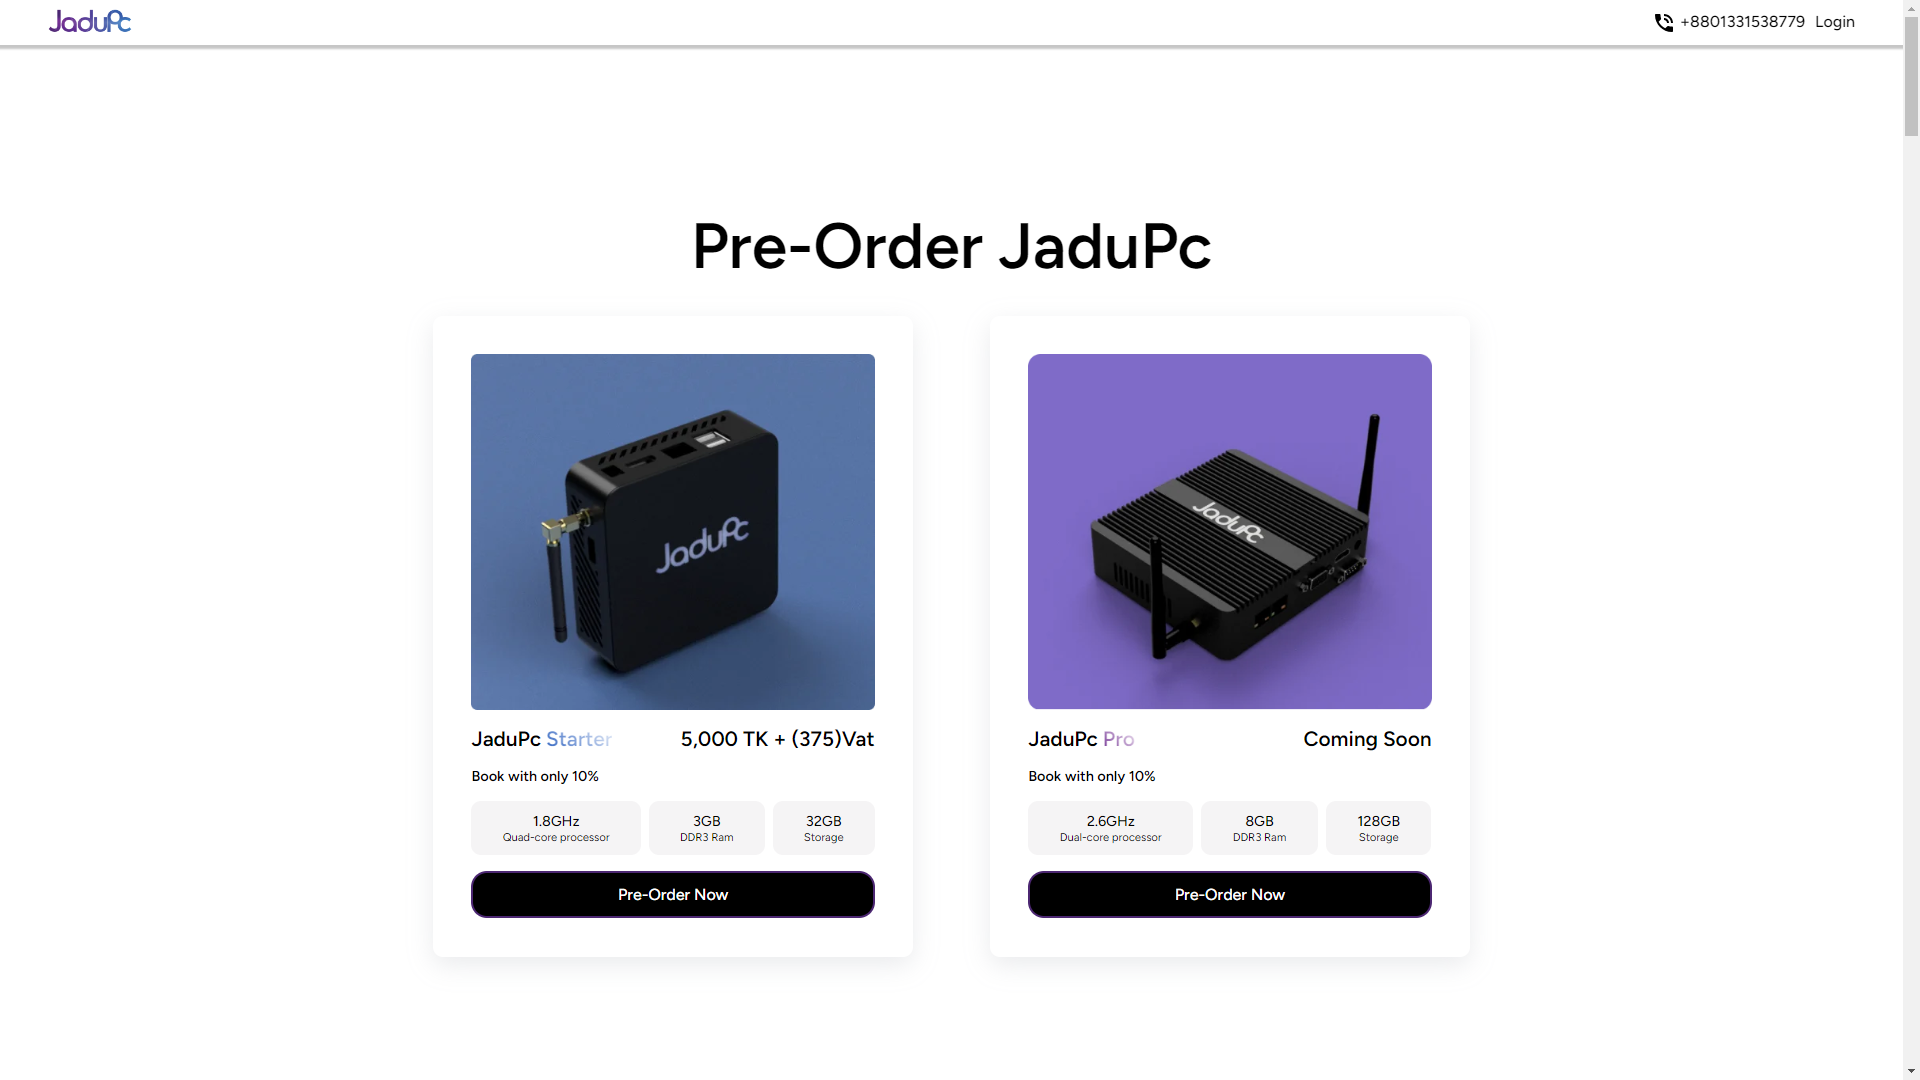 JaduPc
+8801331538779 Login
Pre-Order JaduPc
JaduPc
JaduPc
JaduPc Starter
5,000 TK + (375)Vat
Book with only 10%
1.8GHz
Quad-core processor
3GB
DDR3 Ram
32GB
Storage
Pre-Order Now
JaduPc Pro
Coming Soon
Book with only 10%
2.6GHz
Dual-core processor
8GB
DDR3 Ram
128GB
Storage
Pre-Order Now